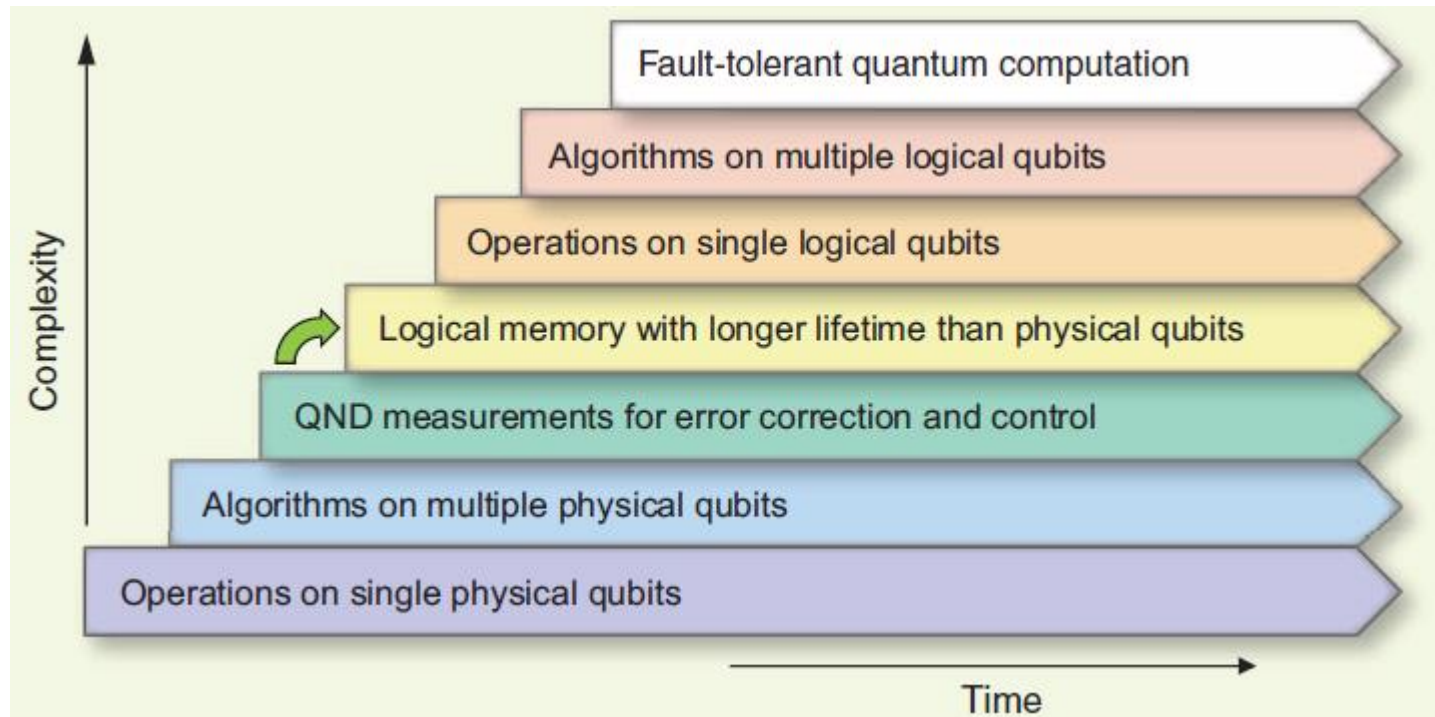 Fault-tolerant quantum computation
Algorithms on multiple logical qubits
Operations on single logical qubits
Logical memory with longer lifetime than physical qubits
QND measurements for error correction and control
Algorithms on multiple physical qubits
Operations on single physical qubits
Complexity
Time